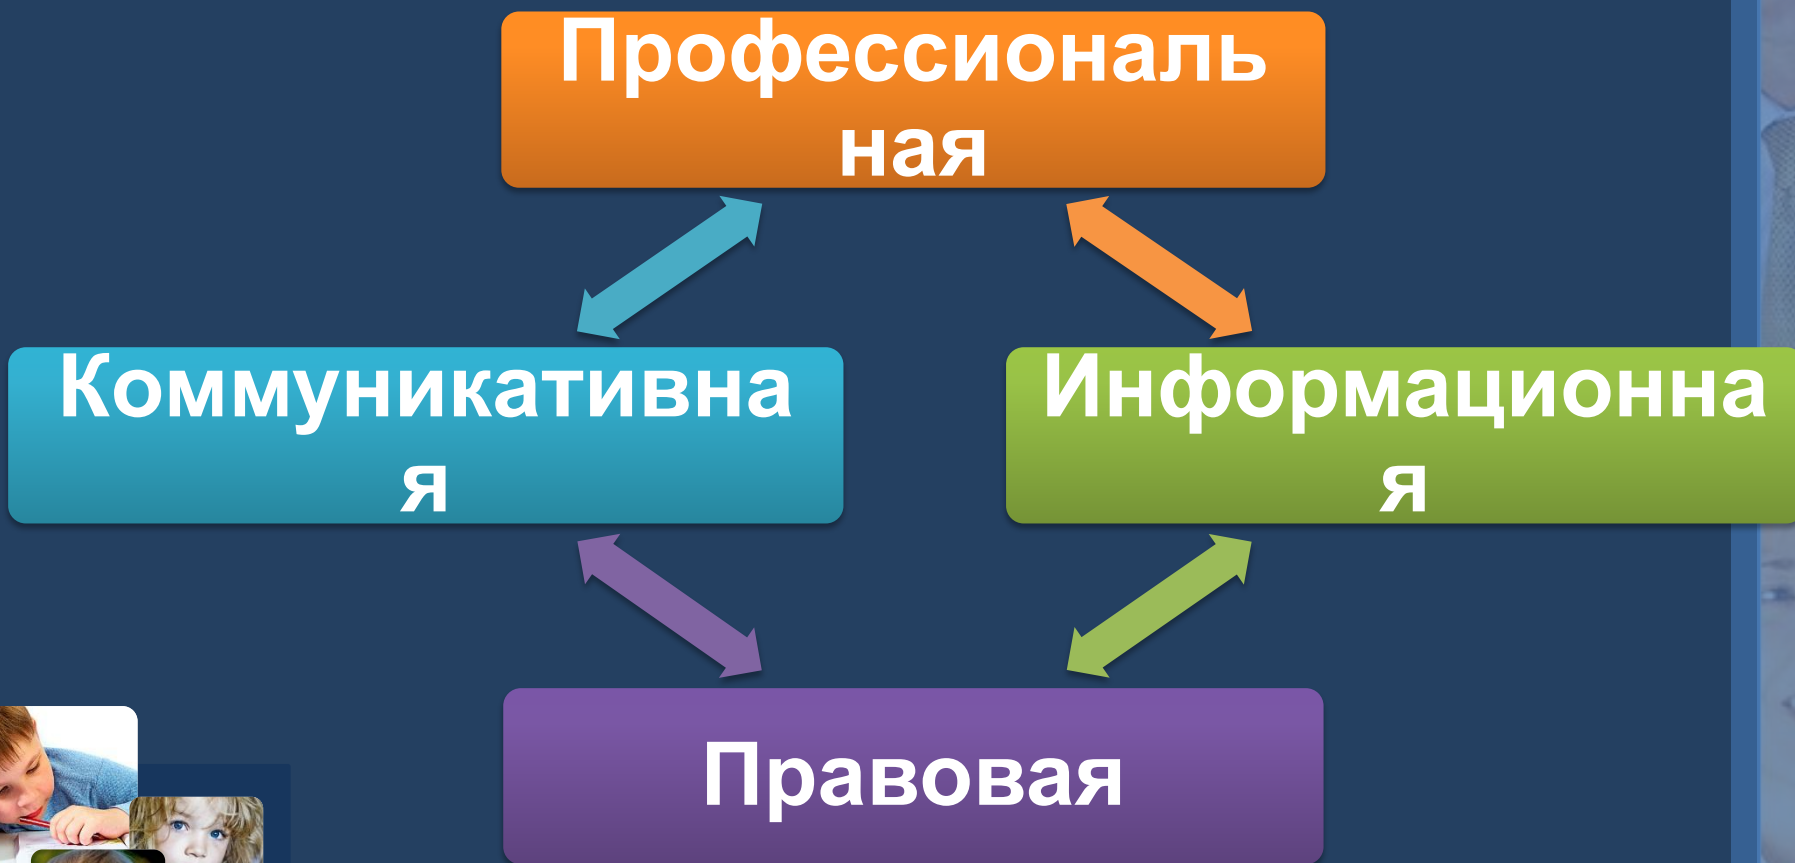 Профессиональ
ная
Коммуникативна
я
Информационна
я
Правовая